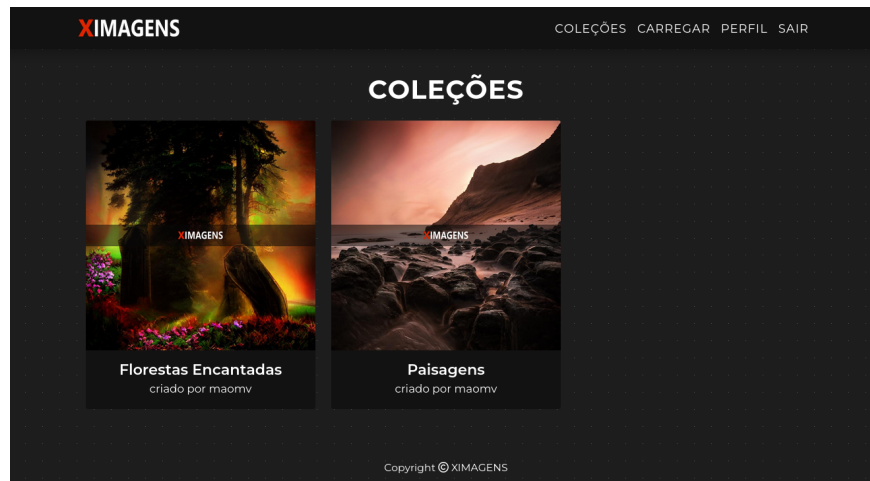 XIMAGENS
COLEÇÕES CARREGAR PERFIL SAIR
COLEÇÕES
XIMAGENS
XIMAGENS
Florestas Encantadas
criado por maomv
Paisagens
criado por maomv
Copyright © XIMAGENS